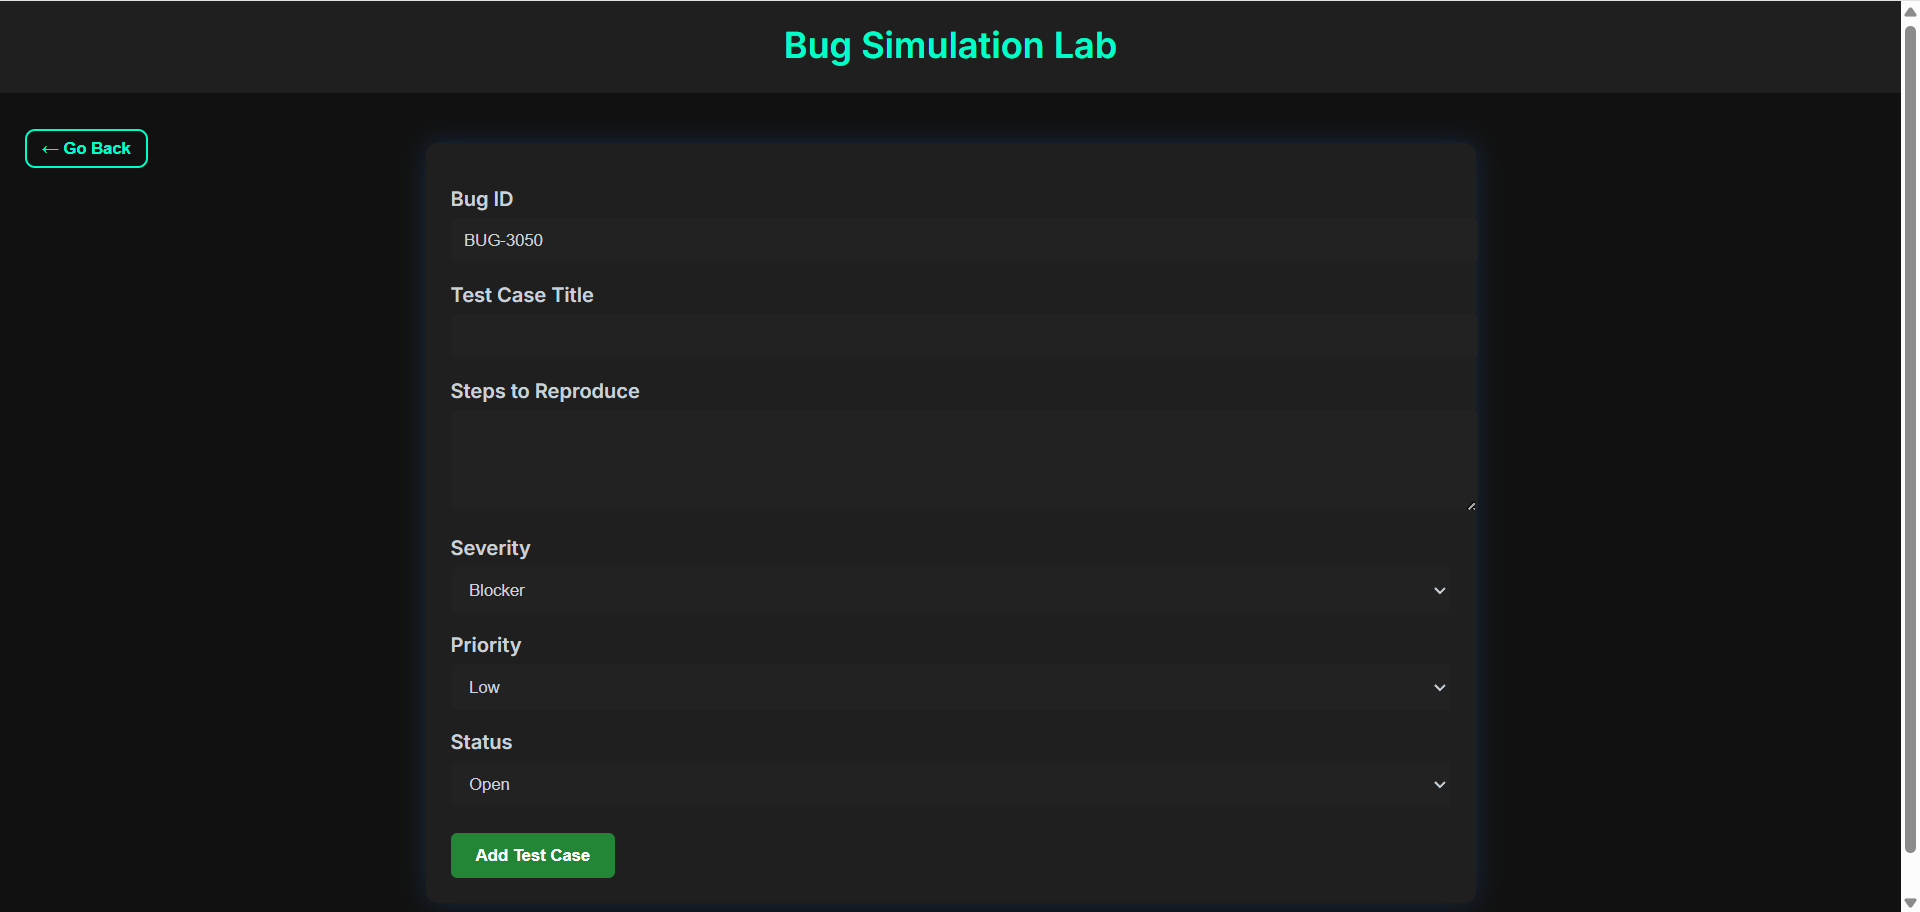 Bug Simulation Lab
← Go Back
Bug ID
BUG-3050
Test Case Title
Steps to Reproduce
Severity
Blocker
Priority
Low
Status
Open
Add Test Case